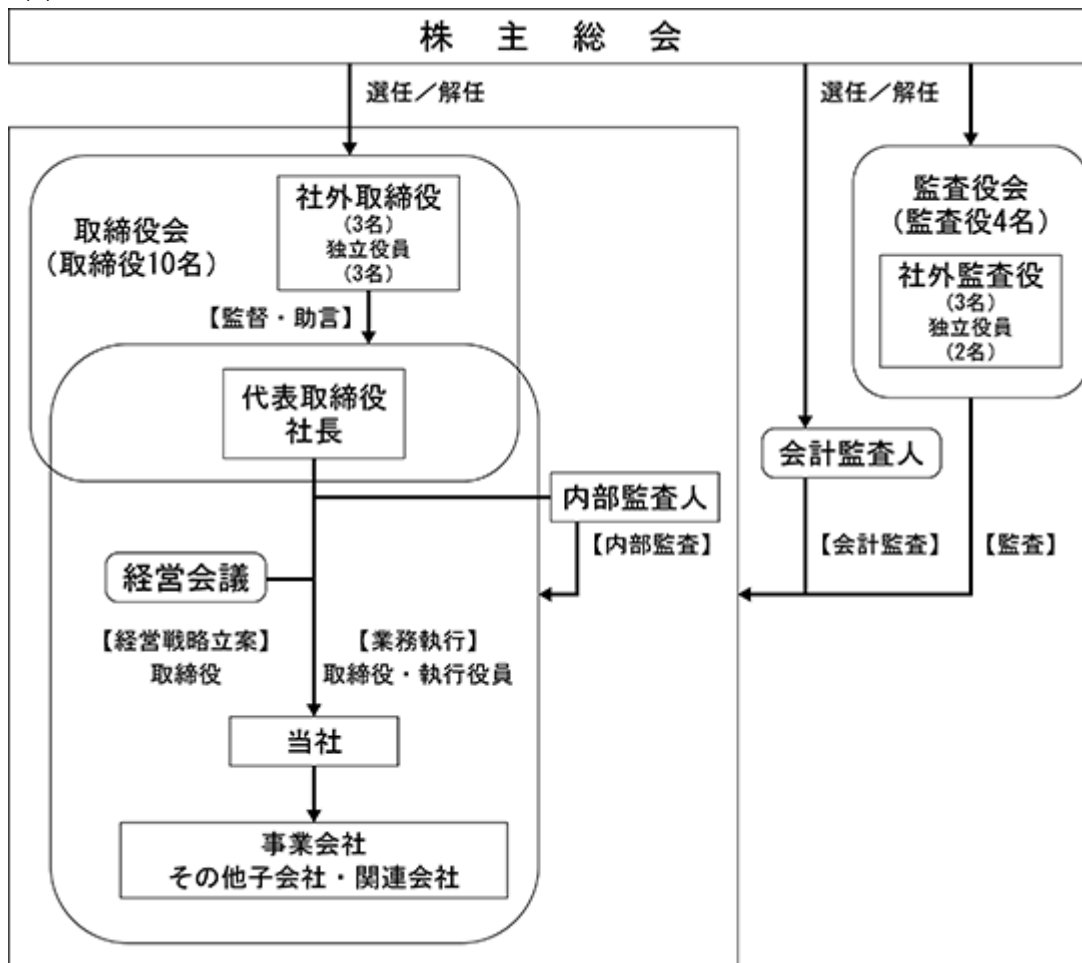 株主総会
選任／解任
選任／解任
取締役会
（取締役10名）
社外取締役
（3名）
独立役員
（3名）
監査役会
（監査役4名）
社外監査役
（3名）
独立役員
（2名）
【監督・助言】
代表取締役
社長
会計監査人
内部監査人
【内部監査】
【会計監査】
【監査】
経営会議
【経営戦略立案】
取締役
【業務執行】
取締役・執行役員
当社
事業会社
その他子会社・関連会社